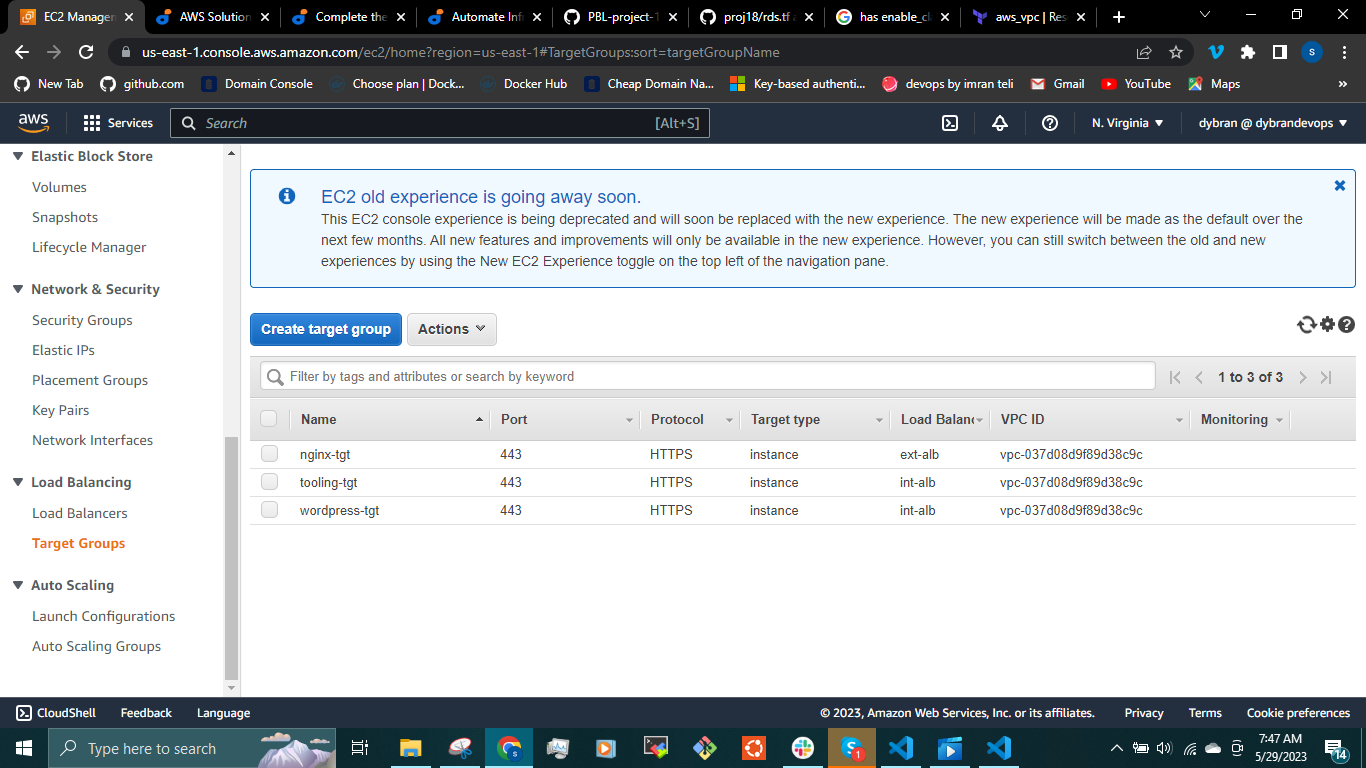 EC2 Managen
AWS Solution
Complete the
Automate Infr
PBL-project-1
proj18/rds.tf a
has enable_cl
aws_vpc | Res
us-east-1.console.aws.amazon.com/ec2/home?region=us-east-1#TargetGroups:sort=targetGroupName
s
New Tab
github.com
Domain Console
Choose plan | Dock...
Docker Hub
Cheap Domain Na...
Key-based authenti...
devops by imran teli
Gmail
YouTube
Maps
»
aws
Services
Search
[Alt+S]
N. Virginia
dybran @ dybrandevops
Elastic Block Store
Volumes
Snapshots
Lifecycle Manager
Network & Security
Security Groups
Elastic IPs
Placement Groups
Key Pairs
Network Interfaces
Load Balancing
Load Balancers
Target Groups
Auto Scaling
Launch Configurations
Auto Scaling Groups
EC2 old experience is going away soon.
This EC2 console experience is being deprecated and will soon be replaced with the new experience. The new experience will be made as the default over the
next few months. All new features and improvements will only be available in the new experience. However, you can still switch between the old and new
experiences by using the New EC2 Experience toggle on the top left of the navigation pane.
Create target group
Actions
Filter by tags and attributes or search by keyword
1 to 3 of 3
Name Port Protocol Target type Load Balanc VPC ID Monitoring
nginx-tgt 443 HTTPS instance ext-alb vpc-037d08d9f89d38c9c
tooling-tgt 443 HTTPS instance int-alb vpc-037d08d9f89d38c9c
wordpress-tgt 443 HTTPS instance int-alb vpc-037d08d9f89d38c9c
CloudShell
Feedback
Language
© 2023, Amazon Web Services, Inc. or its affiliates.
Privacy
Terms
Cookie preferences
Type here to search
1
7:47 AM
5/29/2023
14